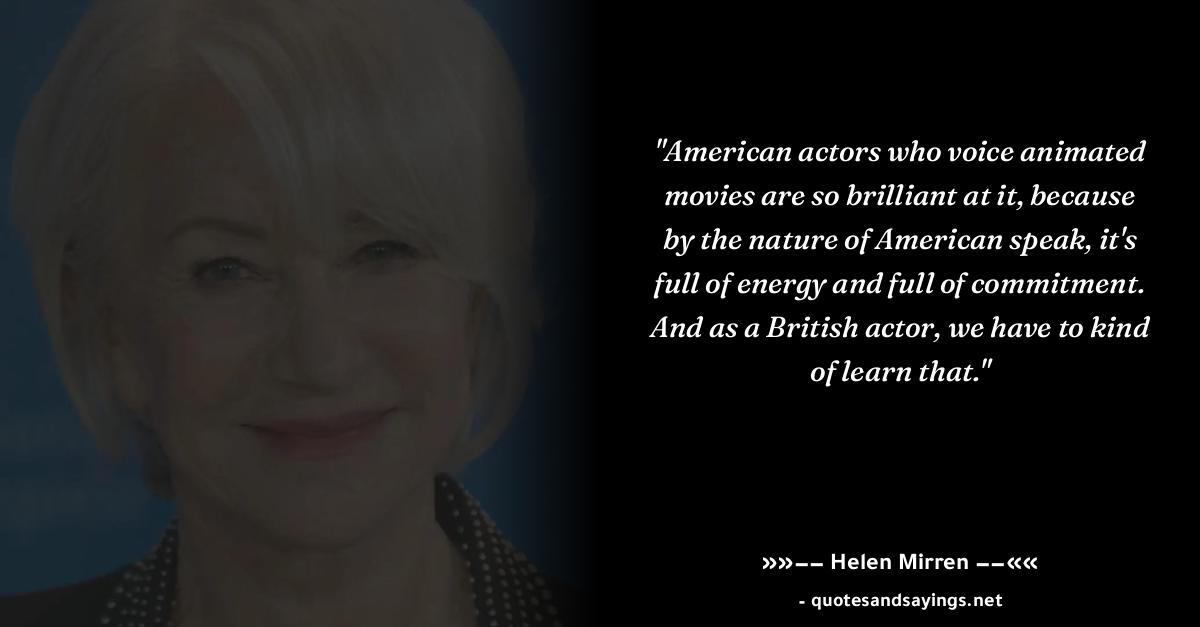 "American actors who voice animated
movies are so brilliant at it, because
by the nature of American speak, it's
full of energy and full of commitment.
And as a British actor, we have to kind
of learn that."
»»−− Helen Mirren −−««
- quotesandsayings.net